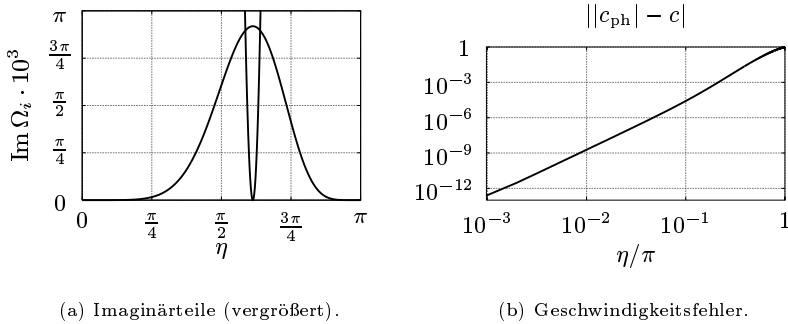 ||c_ph| − c|
Im Ω_i · 10^3
π
3π/4
π/2
π/4
0
0
π/4
π/2
3π/4
π
η
1
10^−3
10^−6
10^−9
10^−12
10^−3
10^−2
10^−1
1
η/π
(a) Imaginärteile (vergrößert).
(b) Geschwindigkeitsfehler.